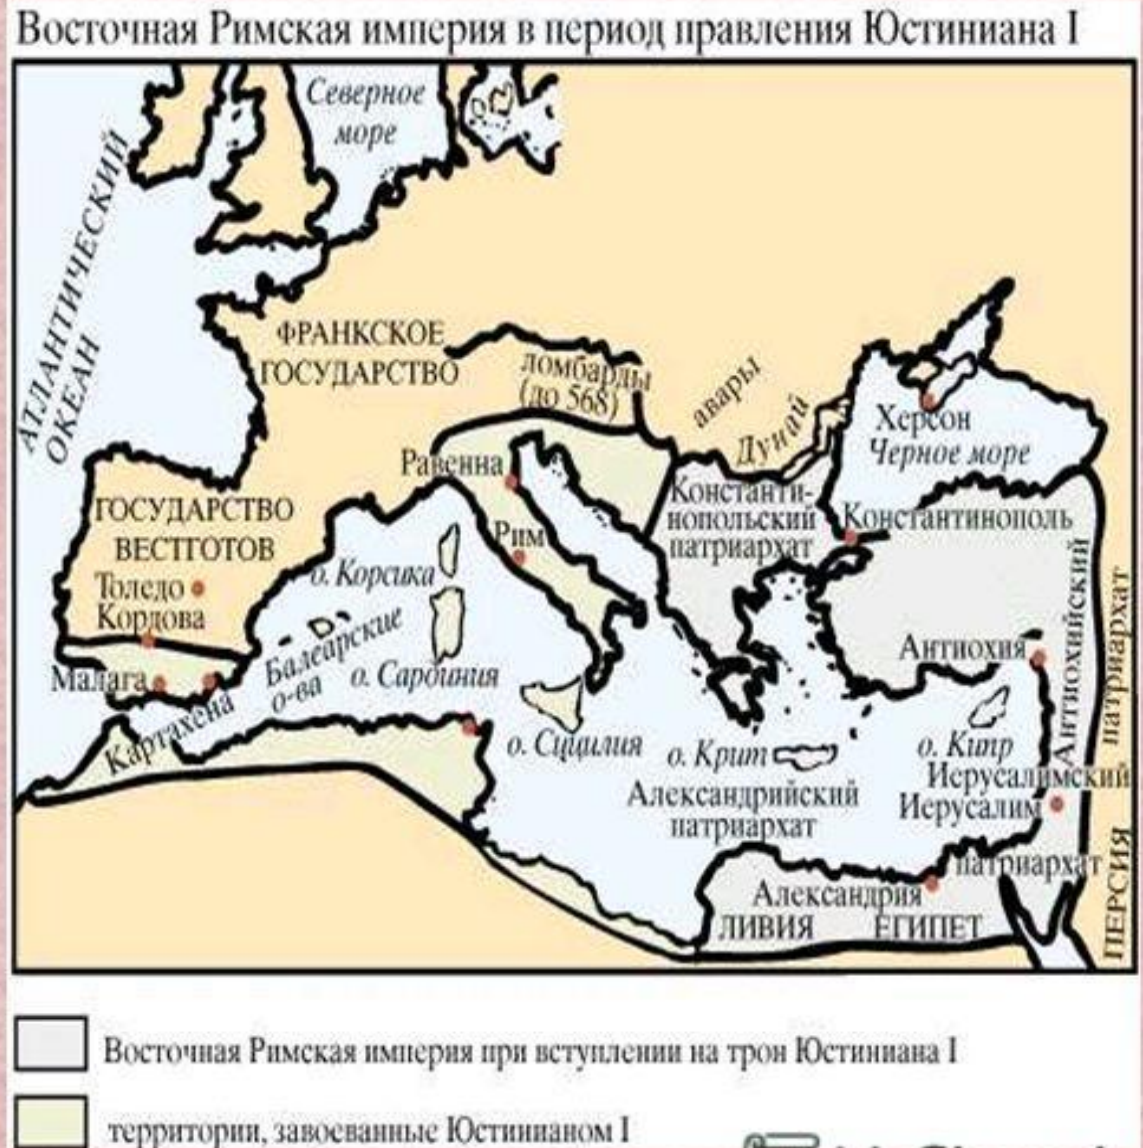 Восточная Римская империя в период правления Юстиниана I
Северное
море
АТЛАНТИЧЕСКИЙ
ОКЕАН
ФРАНКСКОЕ
ГОСУДАРСТВО
ломбарды
(до 568)
авары
Дунай
Херсон
Черное море
Равенна
ГОСУДАРСТВО
ВЕСТГОТОВ
Толедо
Кордова
Малага
Картахена
о. Корсика
Балеарские
о-ва
о. Сардиния
Рим
Константи-
нопольский
патриархат
Константинополь
Антиохия
Антиохийский
патриархат
о. Сицилия
о. Крит
о. Кипр
Иерусалимский
Иерусалим
патриархат
Александрийский
патриархат
Александрия
ЛИВИЯ
ЕГИПЕТ
ПЕРСИЯ
Восточная Римская империя при вступлении на трон Юстиниана I
территории, завоеванные Юстинианом I